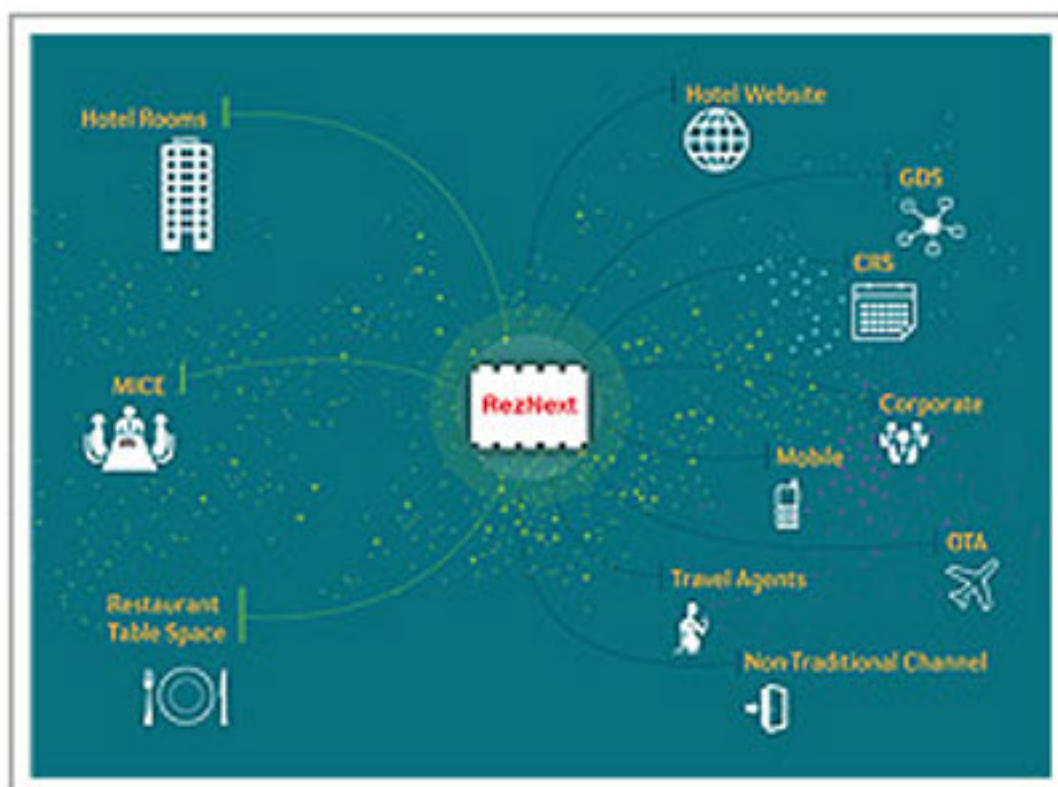 Hotel Rooms
Hotel Website
GDS
CRS
MICE
RezNext
Corporate
Mobile
OTA
Travel Agents
Restaurant
Table Space
Non-Traditional Channel